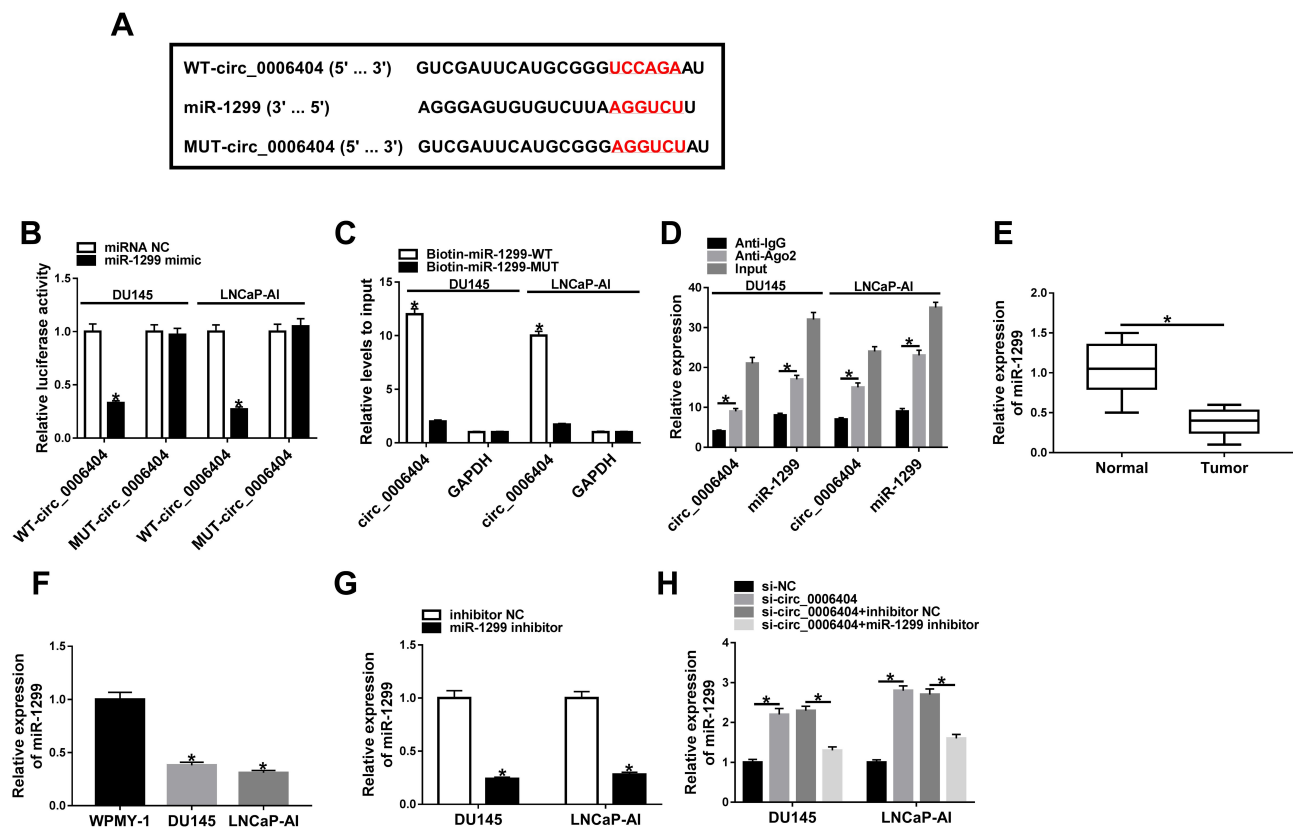 A
WT-circ_0006404 (5' ... 3') GUCGAUUCAUGCGGGUCCAGAAU
miR-1299 (3' ... 5') AGGGAGUGUGUCUUAAGGUCUU
MUT-circ_0006404 (5' ... 3') GUCGAUUCAUGCGGGAGGUCUAU
B
miRNA NC
miR-1299 mimic
DU145 LNCaP-AI
Relative luciferase activity
1.5
1.0
0.5
0.0
* *
WT-circ_0006404
MUT-circ_0006404
WT-circ_0006404
MUT-circ_0006404
C
Biotin-miR-1299-WT
Biotin-miR-1299-MUT
DU145 LNCaP-AI
Relative levels to input
15
10
5
0
* *
circ_0006404
GAPDH
circ_0006404
GAPDH
D
Anti-IgG
Anti-Ago2
Input
DU145 LNCaP-AI
Relative expression
40
30
20
10
0
* * * *
circ_0006404
miR-1299
circ_0006404
miR-1299
E
Relative expression
of miR-1299
2.0
1.5
1.0
0.5
0.0
*
Normal Tumor
F
Relative expression
of miR-1299
1.5
1.0
0.5
0.0
* *
WPMY-1 DU145 LNCaP-AI
G
inhibitor NC
miR-1299 inhibitor
Relative expression
of miR-1299
1.5
1.0
0.5
0.0
* *
DU145 LNCaP-AI
H
si-NC
si-circ_0006404
si-circ_0006404+inhibitor NC
si-circ_0006404+miR-1299 inhibitor
Relative expression
of miR-1299
4
3
2
1
0
* * * *
DU145 LNCaP-AI